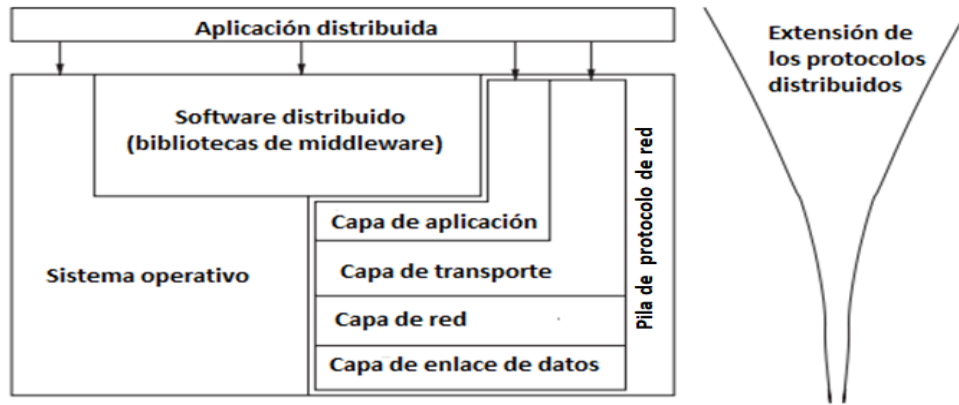 Aplicación distribuida
Software distribuido
(bibliotecas de middleware)
Sistema operativo
Capa de aplicación
Capa de transporte
Capa de red
Capa de enlace de datos
Pila de protocolo de red
Extensión de
los protocolos
distribuidos